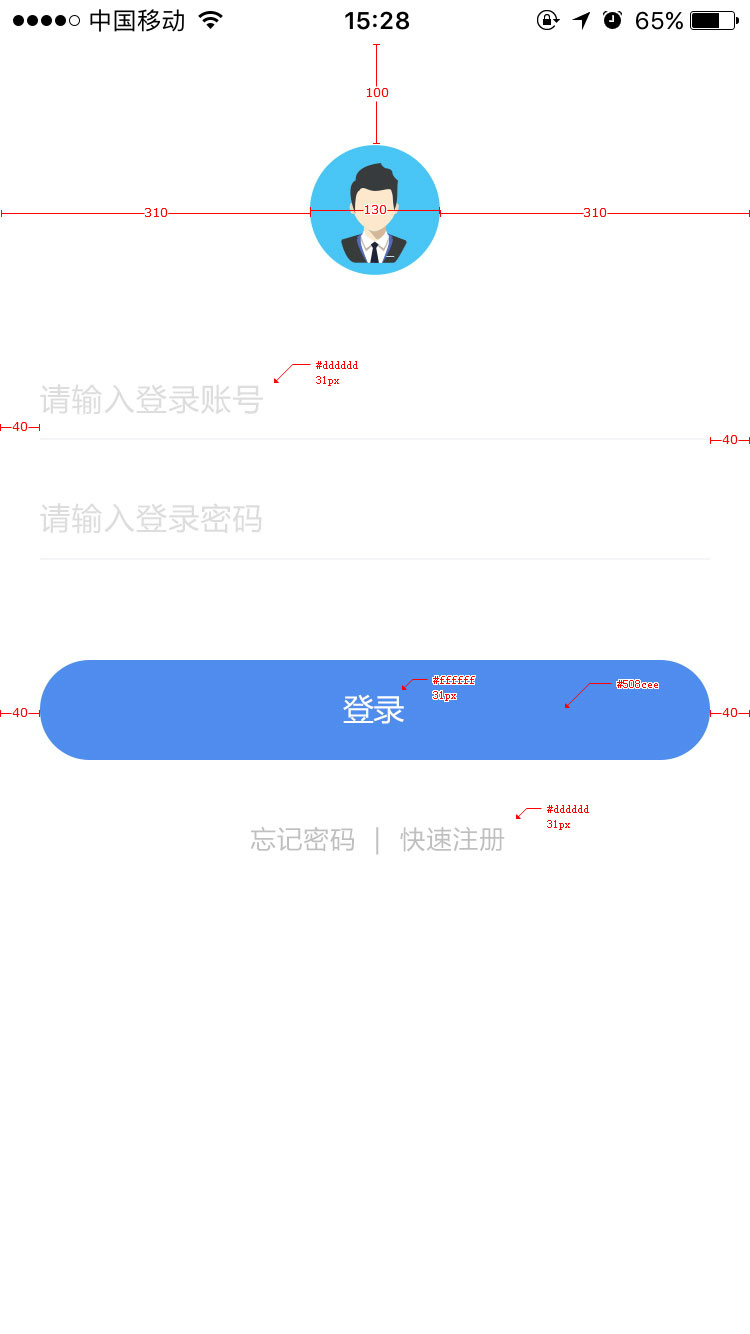 中国移动 15:28 65%
100
310 130 310
#dddddd
31px
请输入登录账号
40 40
请输入登录密码
#ffffff #508cee
31px
40 登录 40
#dddddd
31px
忘记密码 | 快速注册